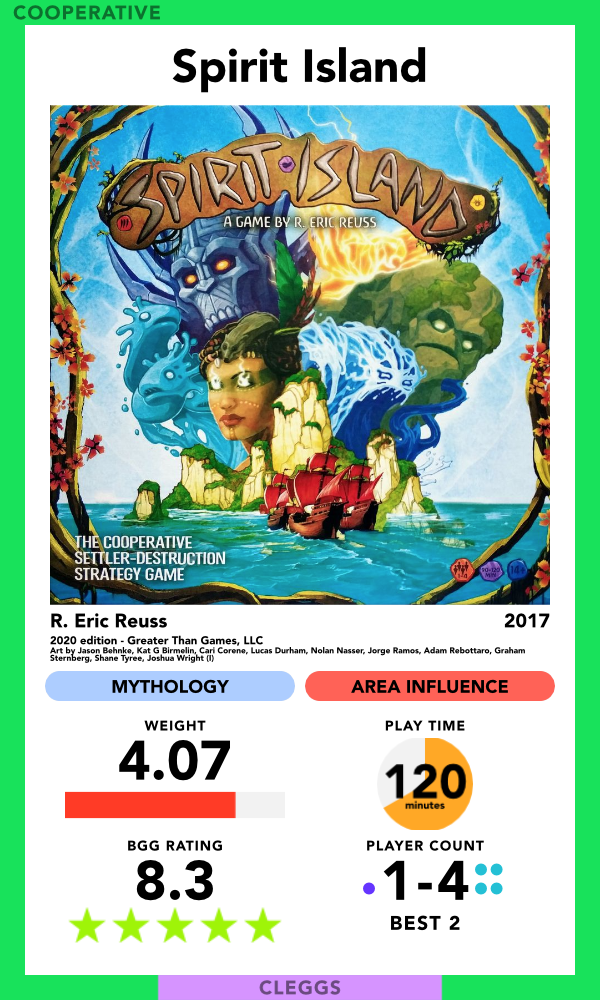 COOPERATIVE
Spirit Island
SPIRIT ISLAND
A GAME BY R. ERIC REUSS
THE COOPERATIVE
SETTLER-DESTRUCTION
STRATEGY GAME
R. Eric Reuss 2017
2020 edition - Greater Than Games, LLC
Art by Jason Behnke, Kat G Birmelin, Cari Corene, Lucas Durham, Nolan Nasser, Jorge Ramos, Adam Rebottaro, Graham
Sternberg, Shane Tyree, Joshua Wright (I)
MYTHOLOGY AREA INFLUENCE
WEIGHT PLAY TIME
4.07 120
minutes
BGG RATING PLAYER COUNT
8.3 1-4
BEST 2
CLEGGS